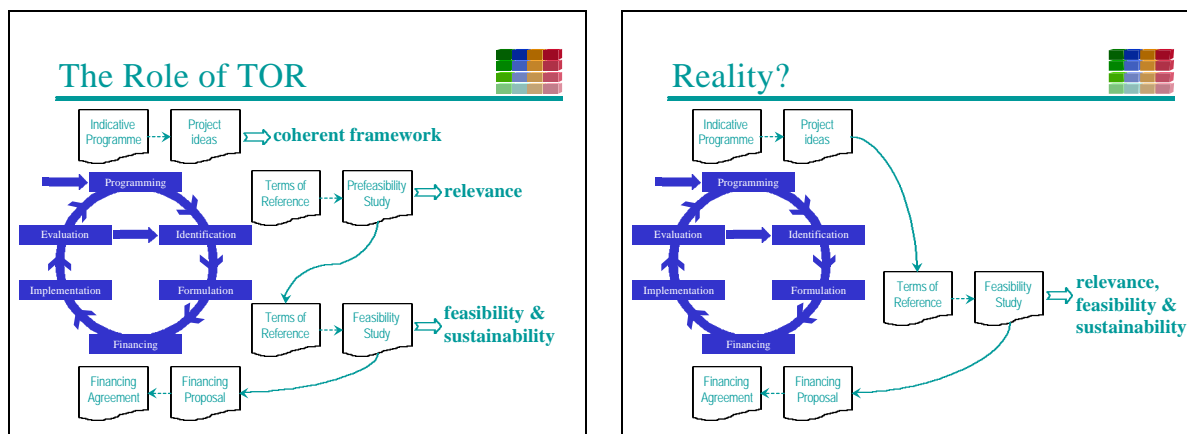 The Role of TOR
Indicative
Programme
Project
ideas
coherent framework
Programming
Terms of
Reference
Prefeasibility
Study
relevance
Evaluation
Identification
Implementation
Formulation
Terms of
Reference
Feasibility
Study
feasibility &
sustainability
Financing
Financing
Agreement
Financing
Proposal
Reality?
Indicative
Programme
Project
ideas
Programming
Evaluation
Identification
Implementation
Formulation
Terms of
Reference
Feasibility
Study
relevance,
feasibility &
sustainability
Financing
Financing
Agreement
Financing
Proposal